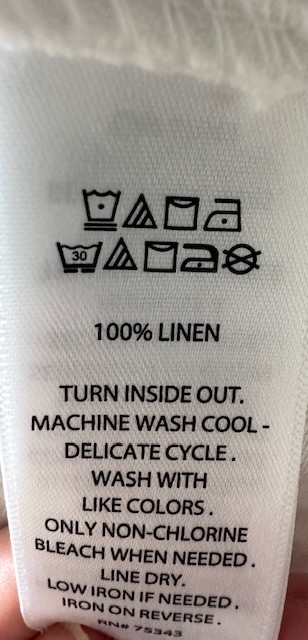 30
100% LINEN
TURN INSIDE OUT.
MACHINE WASH COOL -
DELICATE CYCLE.
WASH WITH
LIKE COLORS.
ONLY NON-CHLORINE
BLEACH WHEN NEEDED.
LINE DRY.
LOW IRON IF NEEDED.
IRON ON REVERSE.
RN# 75343